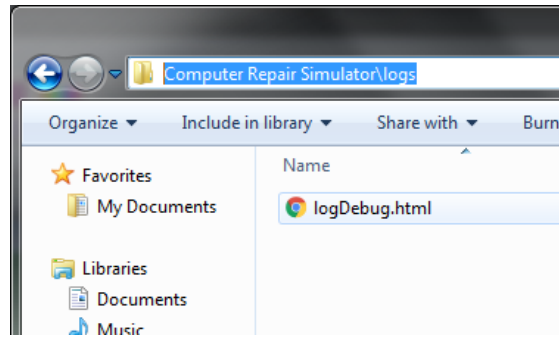 Computer Repair Simulator\logs
Organize Include in library Share with Burn
Favorites
My Documents
Libraries
Documents
Music
Name
logDebug.html